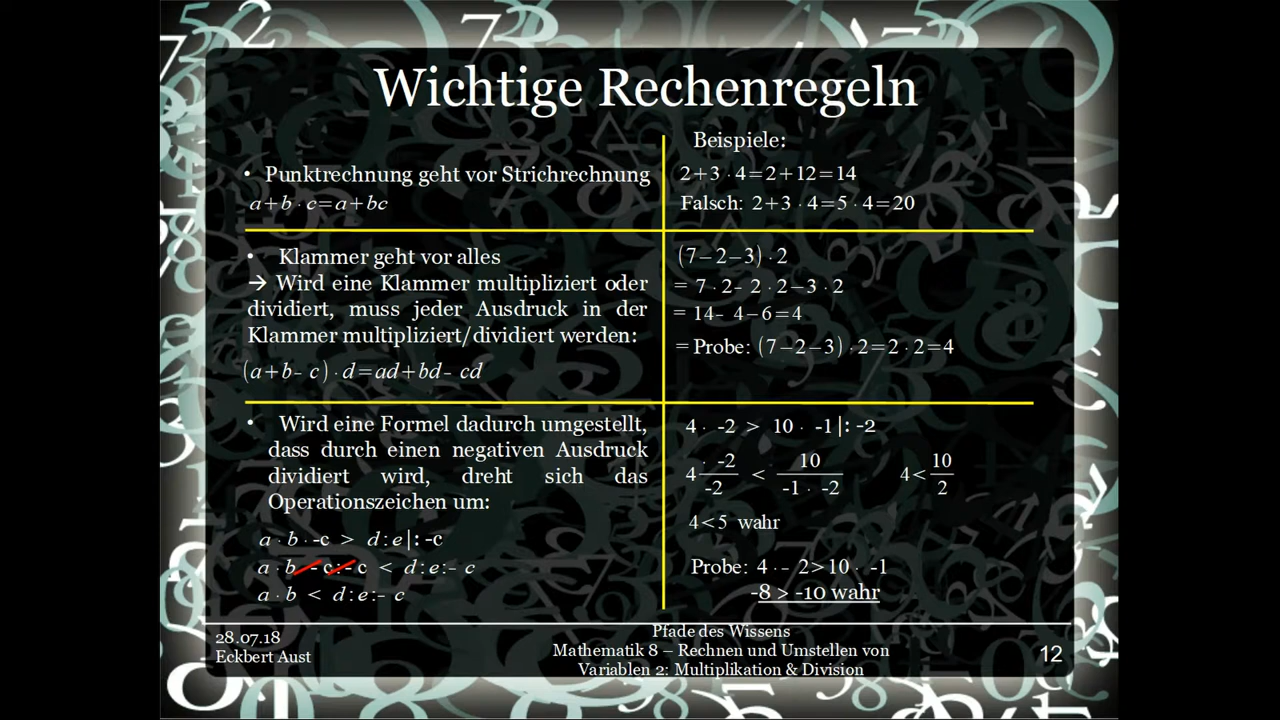 Wichtige Rechenregeln
• Punktrechnung geht vor Strichrechnung
a+b · c=a+bc
Beispiele:
2+3 · 4=2+12=14
Falsch: 2+3 · 4=5 · 4=20
• Klammer geht vor alles
→ Wird eine Klammer multipliziert oder
dividiert, muss jeder Ausdruck in der
Klammer multipliziert/dividiert werden:
(a+b- c) · d=ad+bd- cd
(7−2−3) · 2
= 7 · 2- 2 · 2−3 · 2
= 14- 4−6=4
=Probe: (7−2−3) · 2=2 · 2=4
• Wird eine Formel dadurch umgestellt,
dass durch einen negativen Ausdruck
dividiert wird, dreht sich das
Operationszeichen um:
a · b · -c > d:e|: -c
a · b · - c:- c < d:e:- c
a · b < d:e:- c
4 · -2 > 10 · -1|: -2
4 · -2/-2 < 10/-1 · -2 4< 10/2
4<5 wahr
Probe: 4 · - 2>10 · -1
-8 > -10 wahr
28.07.18
Eckbert Aust
Pfade des Wissens
Mathematik 8 – Rechnen und Umstellen von
Variablen 2: Multiplikation & Division
12